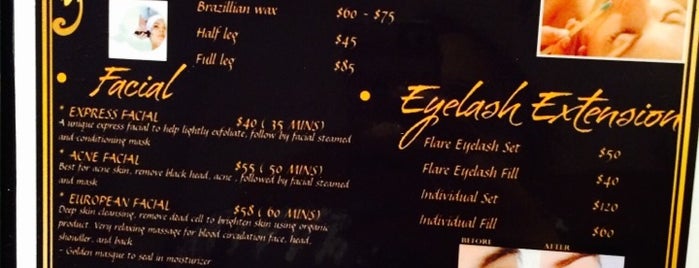 Brazillian wax $60 - $75
Half leg $45
Full leg $85
• Facial
* EXPRESS FACIAL $40 ( 35 MINS)
A unique express facial to help lightly exfoliate, follow by facial steamed
and conditioning mask
* ACNE FACIAL $55 ( 50 MINS)
Best for acne skin, remove black head, acne , followed by facial steamed
and mask
* EUROPEAN FACIAL $58 ( 60 MINS)
Deep skin cleansing, remove dead cell to brighten skin using organic
product. Very relaxing massage for blood circulation face, head,
shoudler, and back
- Golden masque to seal in moisturizer
• Eyelash Extension
Flare Eyelash Set $50
Flare Eyelash Fill $40
Individual Set $120
Individual Fill $60
BEFORE AFTER